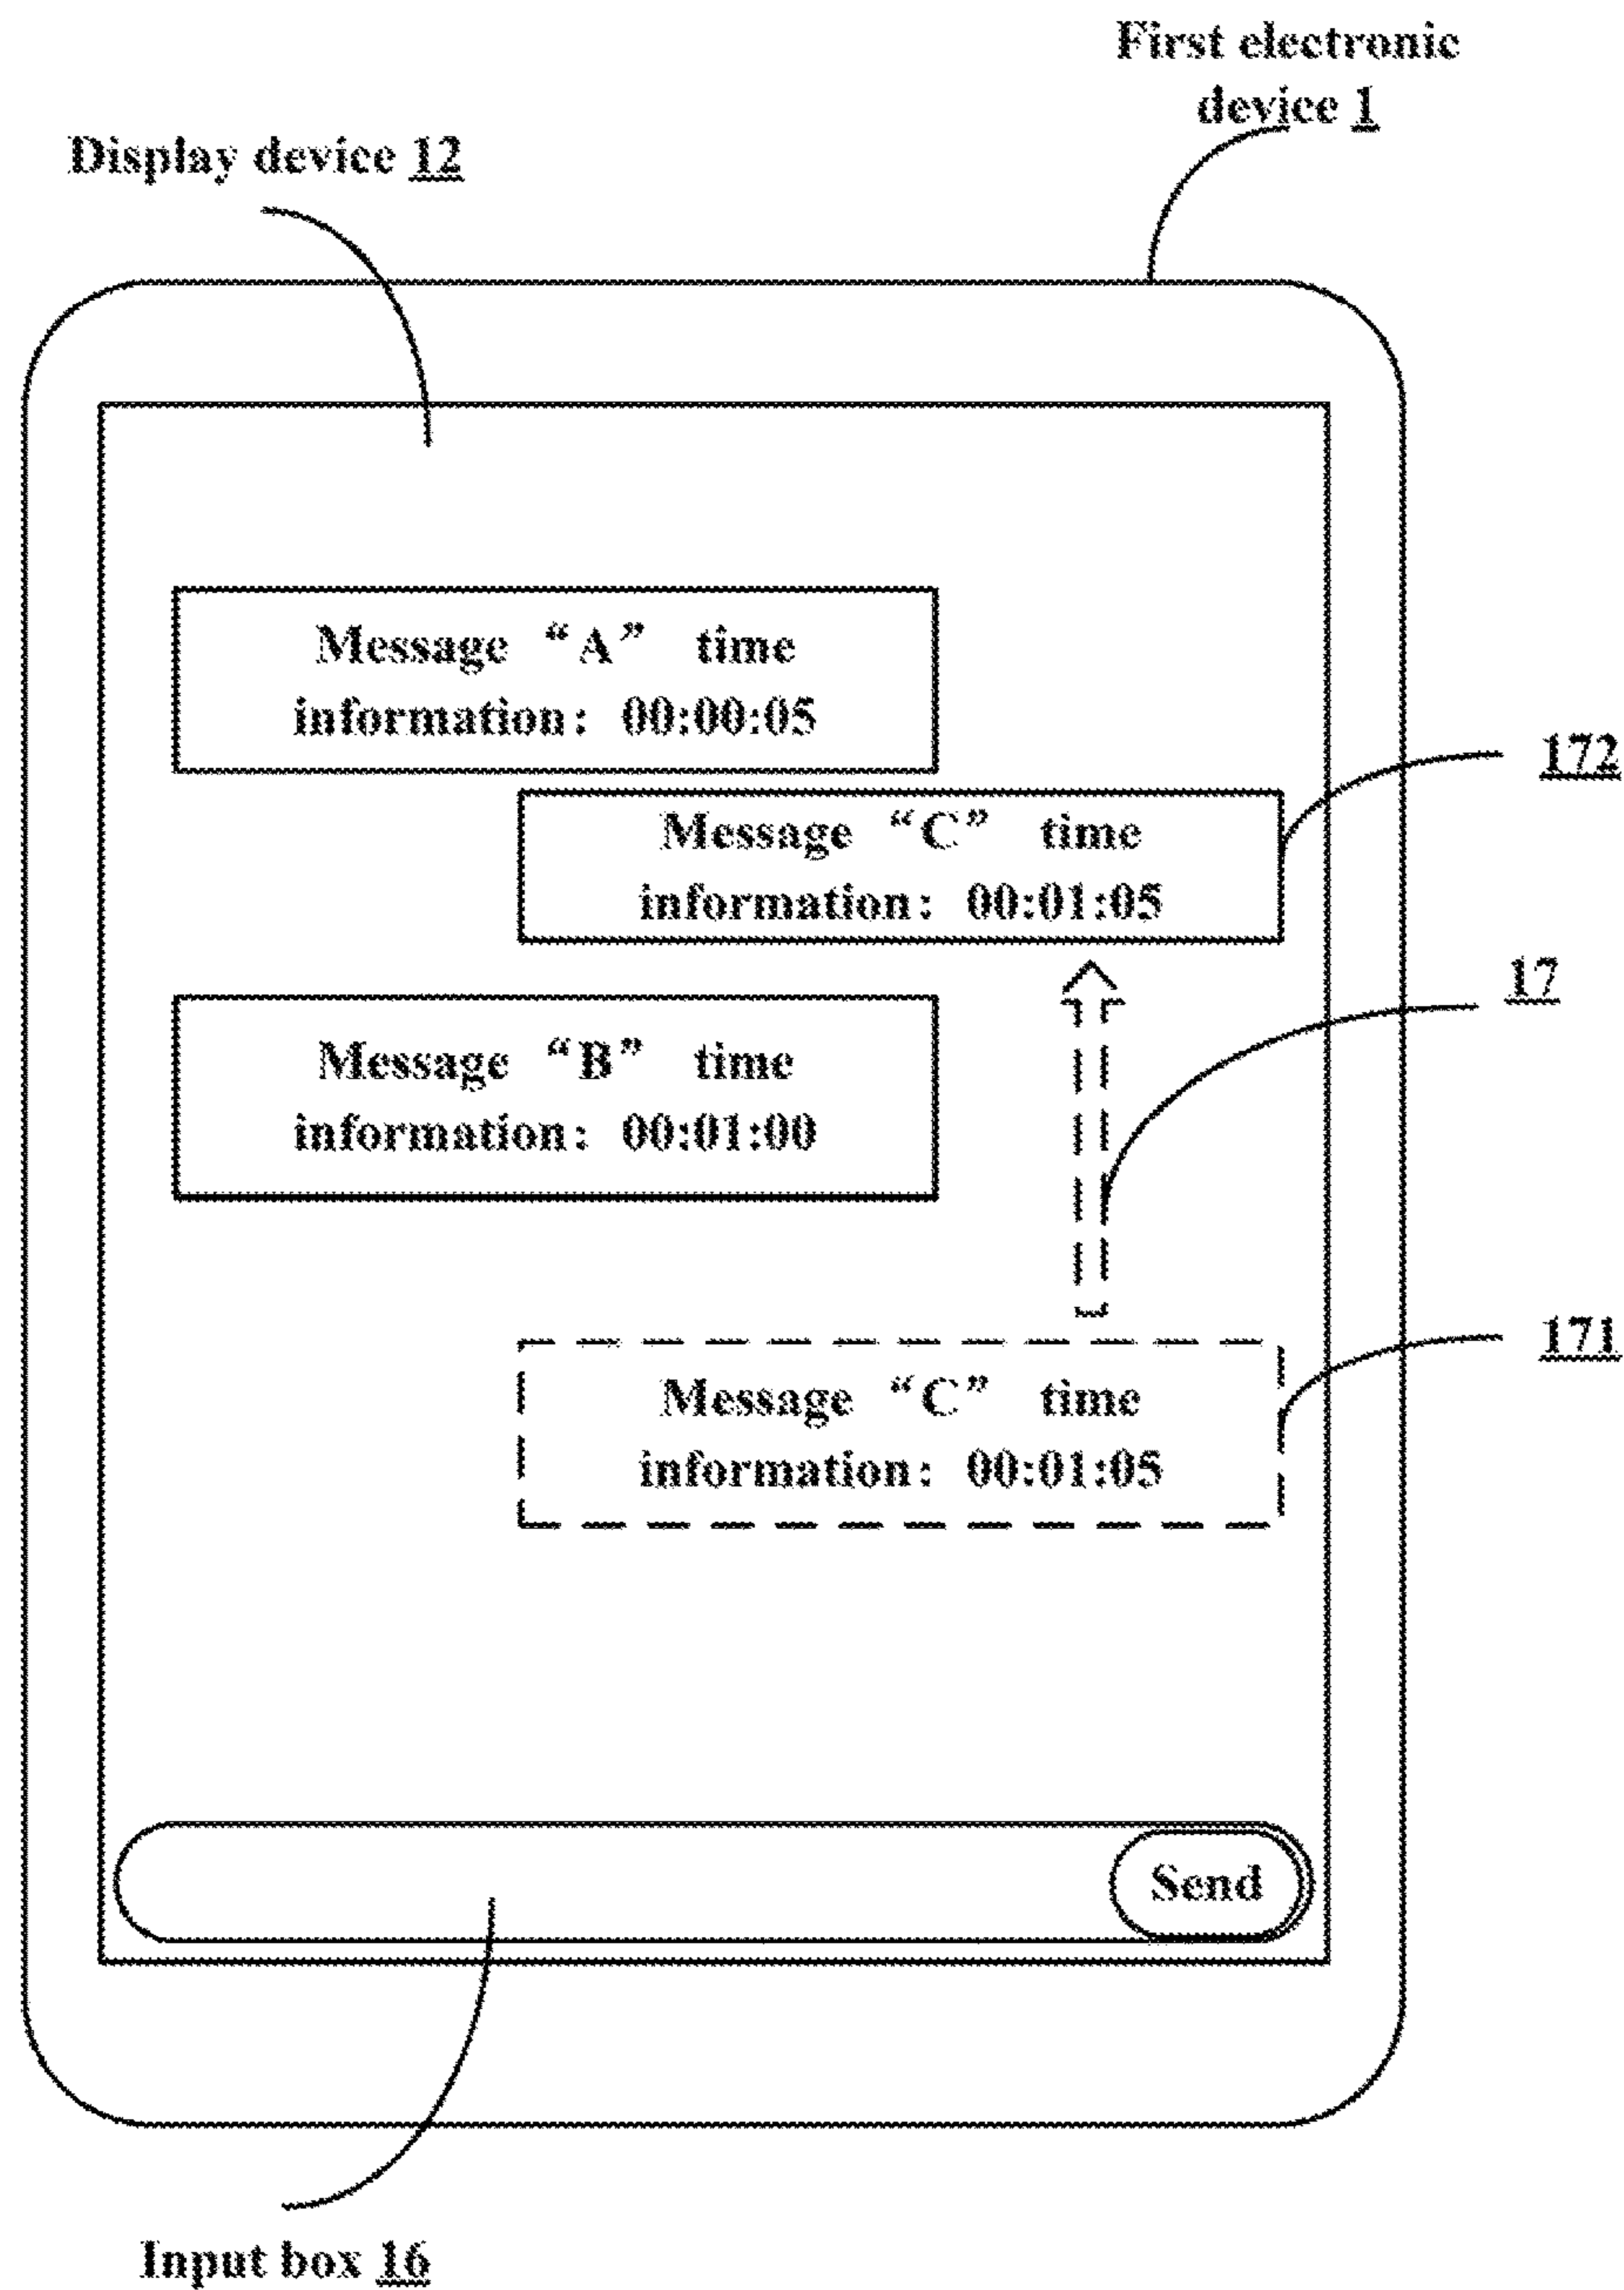 First electronic
device 1
Display device 12
Message “A” time
information: 00:00:05
172
Message “C” time
information: 00:01:05
17
Message “B” time
information: 00:01:00
171
Message “C” time
information: 00:01:05
Send
Input box 16